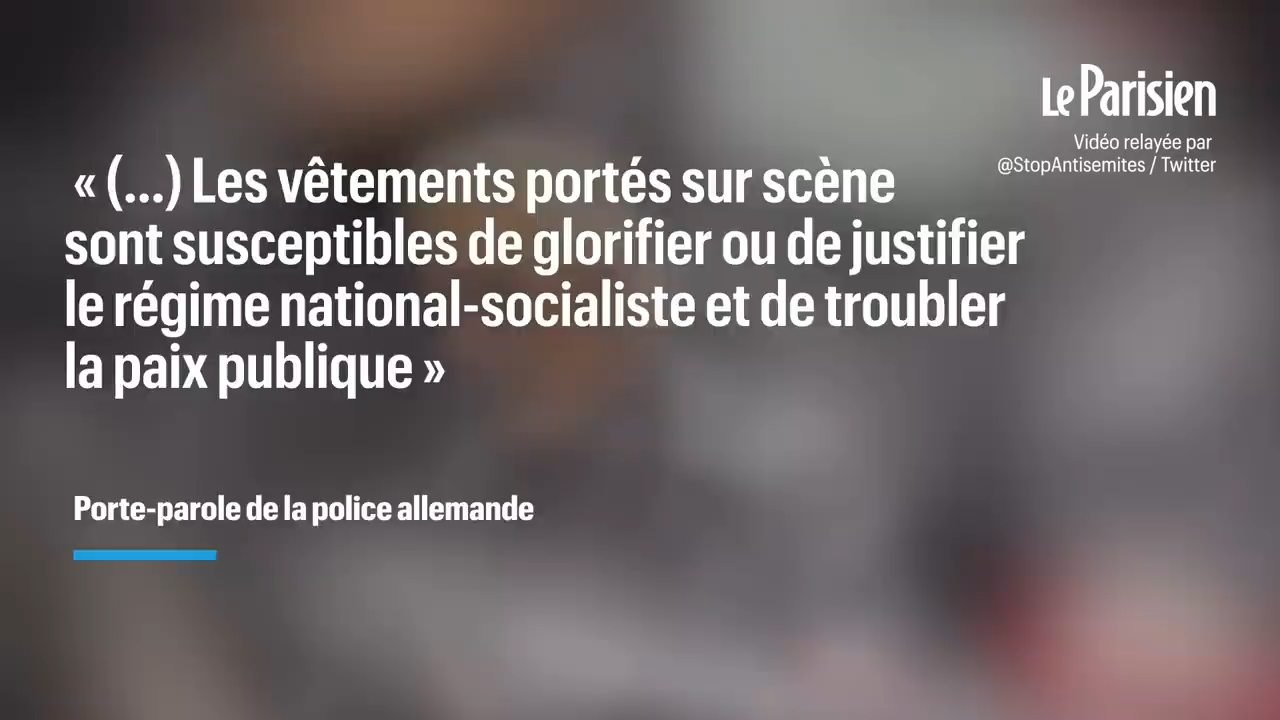 Le Parisien
Vidéo relayée par
@StopAntisemites / Twitter
« (...) Les vêtements portés sur scène
sont susceptibles de glorifier ou de justifier
le régime national-socialiste et de troubler
la paix publique »
Porte-parole de la police allemande